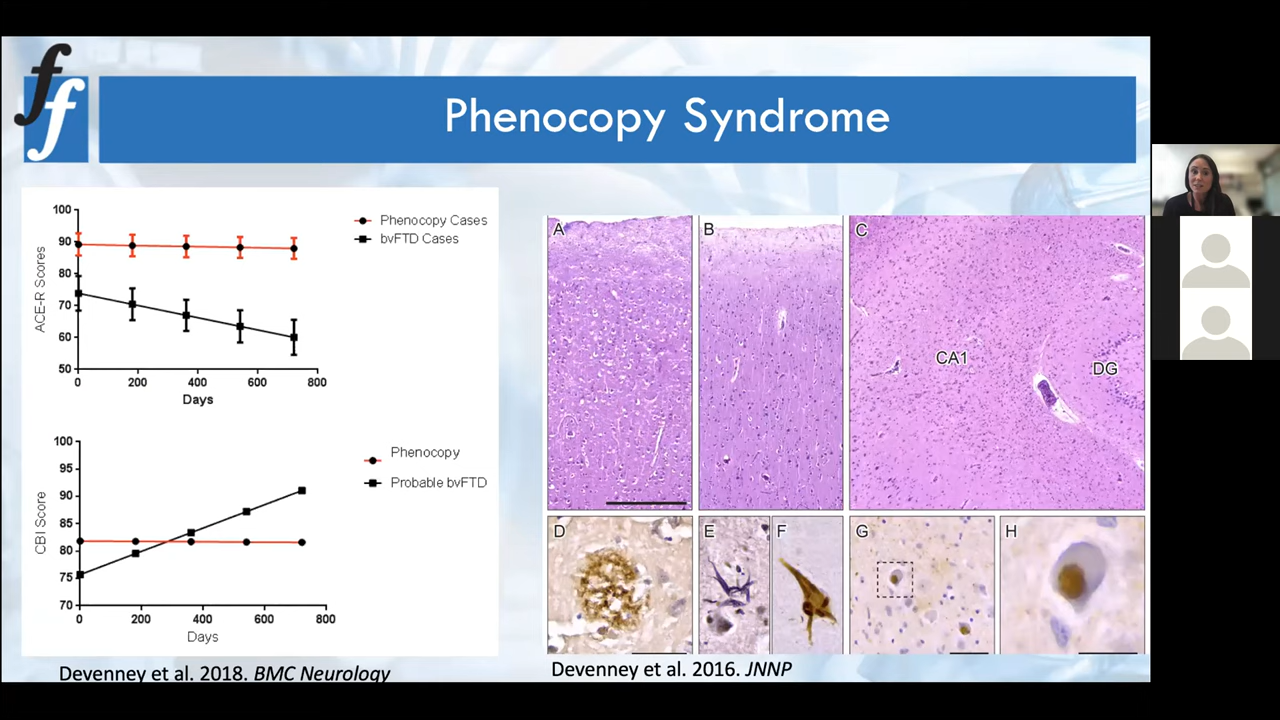 ff
Phenocopy Syndrome
100
90
80
70
60
50
ACE-R Scores
0 200 400 600 800
Days
Phenocopy Cases
bvFTD Cases
100
95
90
85
80
75
70
CBI Score
0 200 400 600 800
Days
Phenocopy
Probable bvFTD
Devenney et al. 2018. BMC Neurology
A B C
CA1 DG
D E F G H
Devenney et al. 2016. JNNP